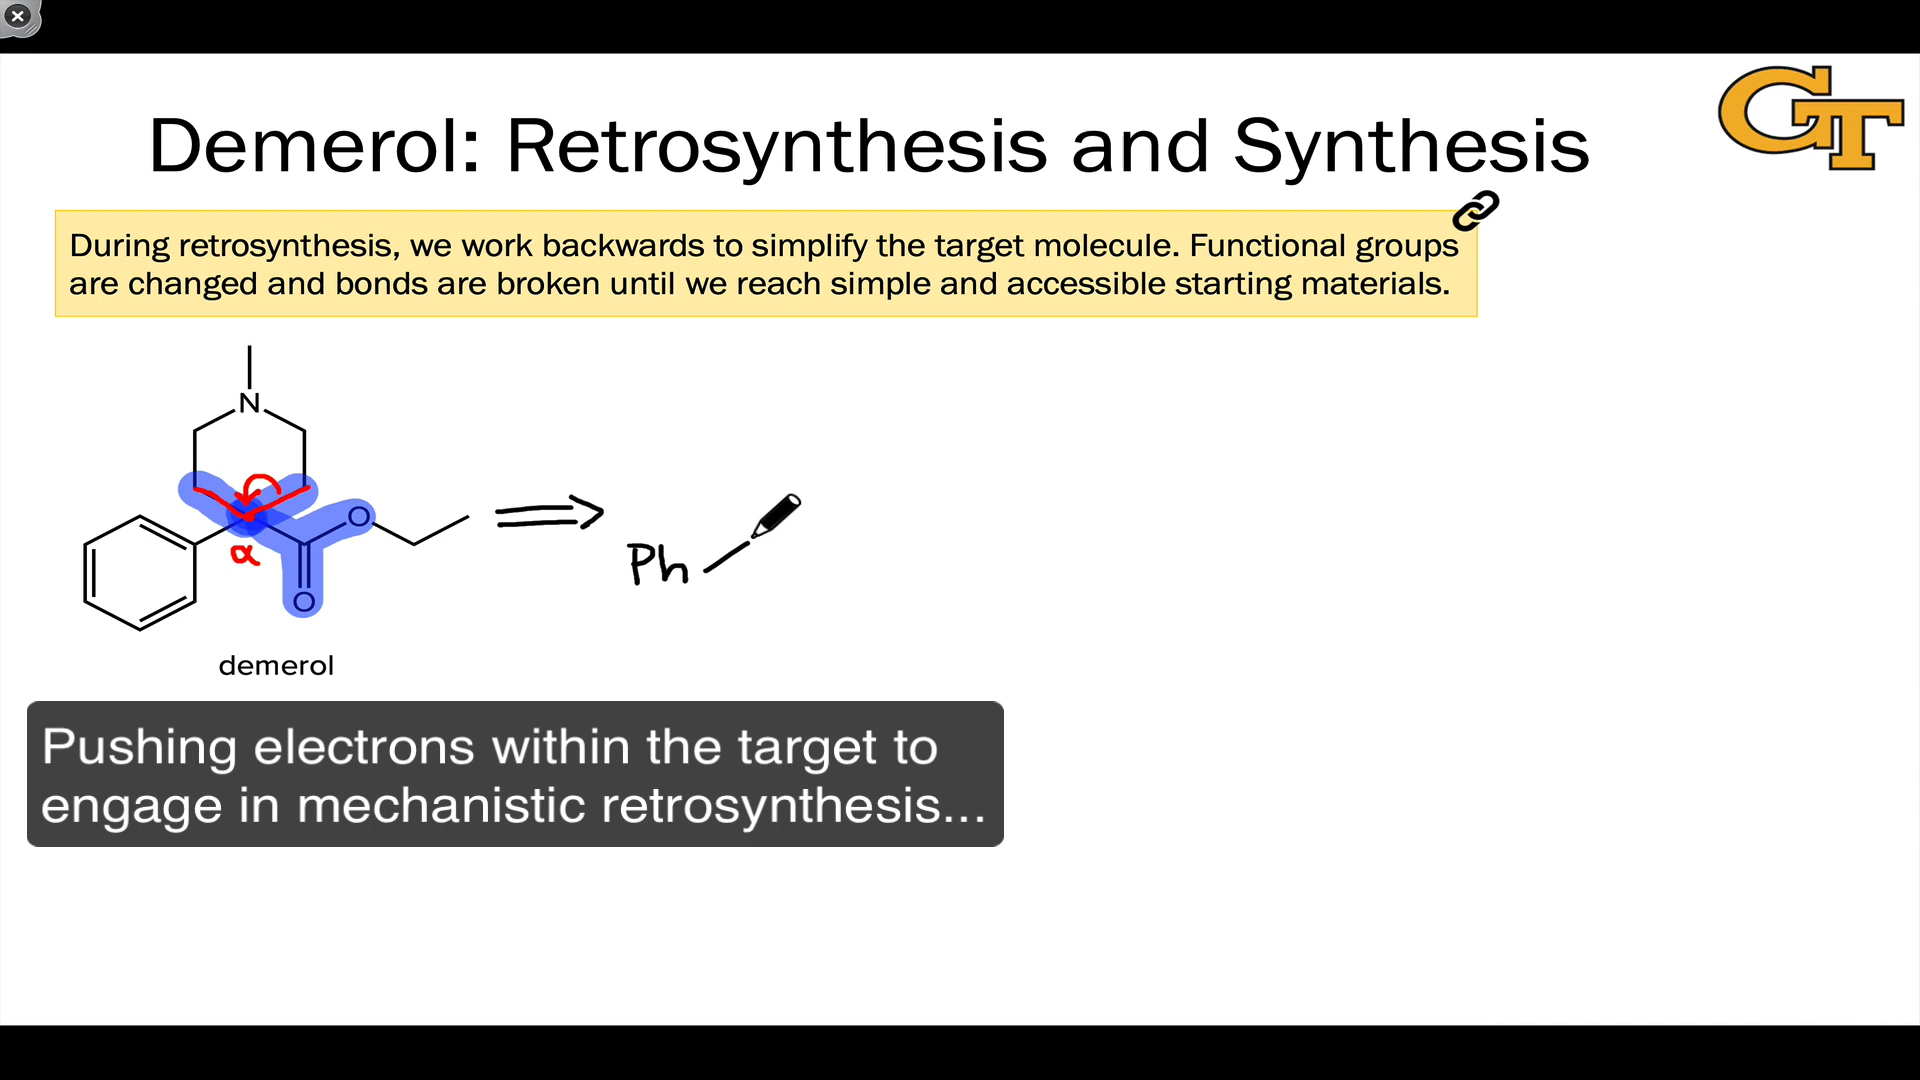 GT
Demerol: Retrosynthesis and Synthesis
During retrosynthesis, we work backwards to simplify the target molecule. Functional groups
are changed and bonds are broken until we reach simple and accessible starting materials.
N
O
α
Ph
O
demerol
Pushing electrons within the target to
engage in mechanistic retrosynthesis...